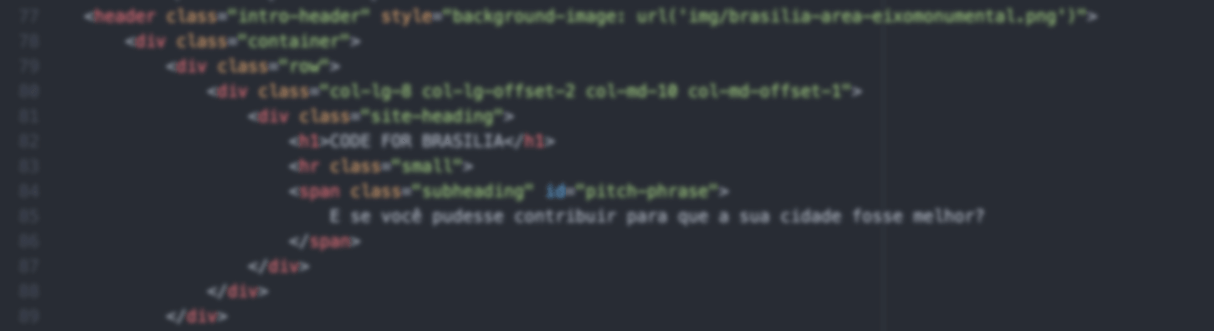 77 <header class="intro-header" style="background-image: url('img/brasilia-area-eixomonumental.png')">
78 <div class="container">
79 <div class="row">
80 <div class="col-lg-8 col-lg-offset-2 col-md-10 col-md-offset-1">
81 <div class="site-heading">
82 <h1>CODE FOR BRASILIA</h1>
83 <hr class="small">
84 <span class="subheading" id="pitch-phrase">
85 E se você pudesse contribuir para que a sua cidade fosse melhor?
86 </span>
87 </div>
88 </div>
89 </div>